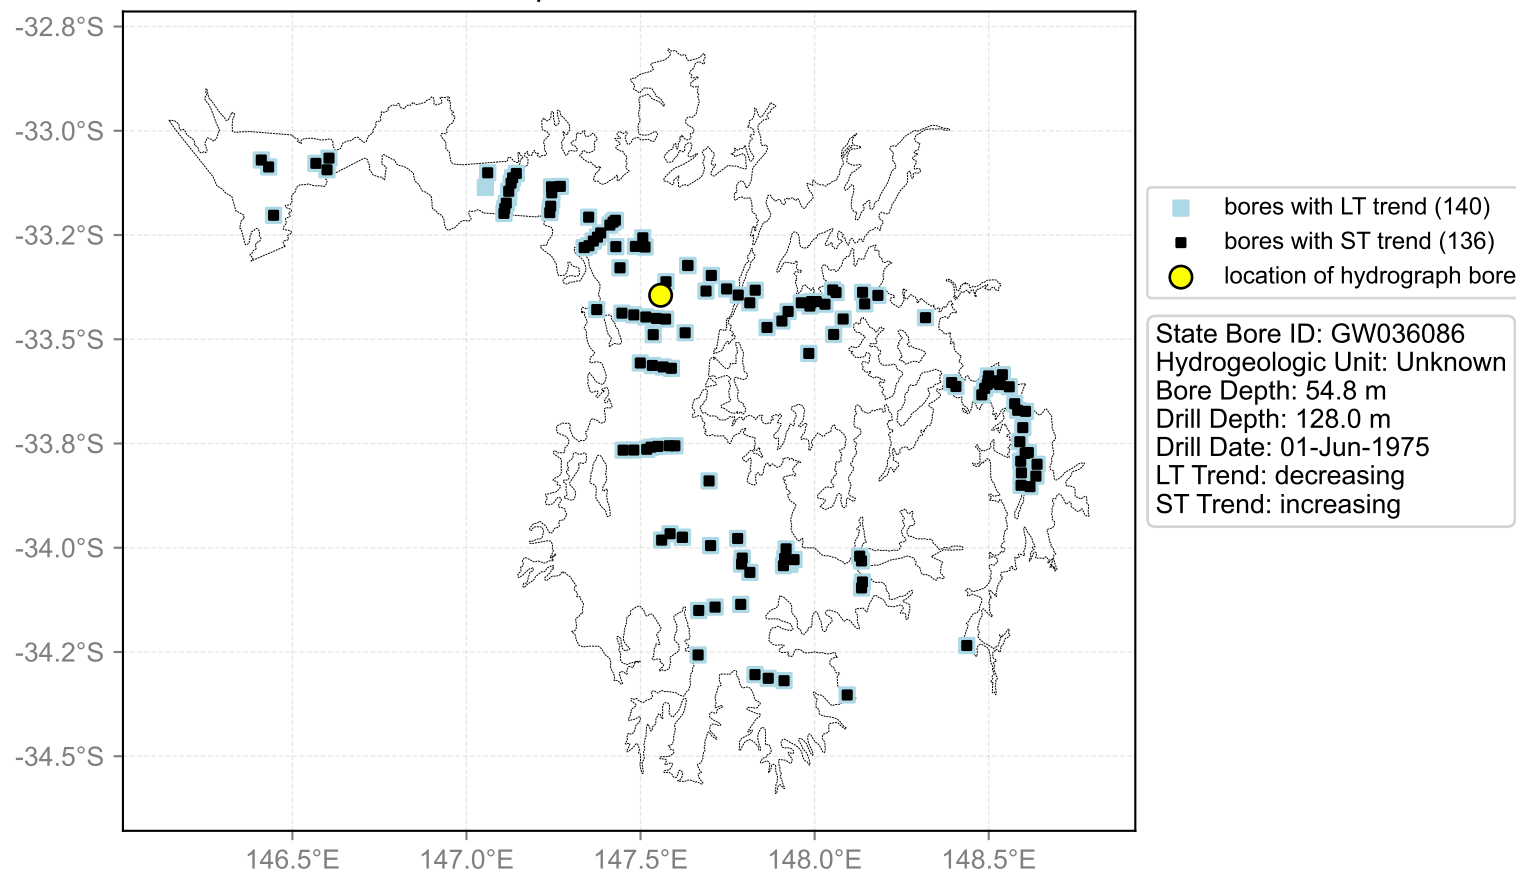 -32.8°S
-33.0°S
-33.2°S
-33.5°S
-33.8°S
-34.0°S
-34.2°S
-34.5°S
146.5°E
147.0°E
147.5°E
148.0°E
148.5°E
bores with LT trend (140)
bores with ST trend (136)
location of hydrograph bore
State Bore ID: GW036086
Hydrogeologic Unit: Unknown
Bore Depth: 54.8 m
Drill Depth: 128.0 m
Drill Date: 01-Jun-1975
LT Trend: decreasing
ST Trend: increasing